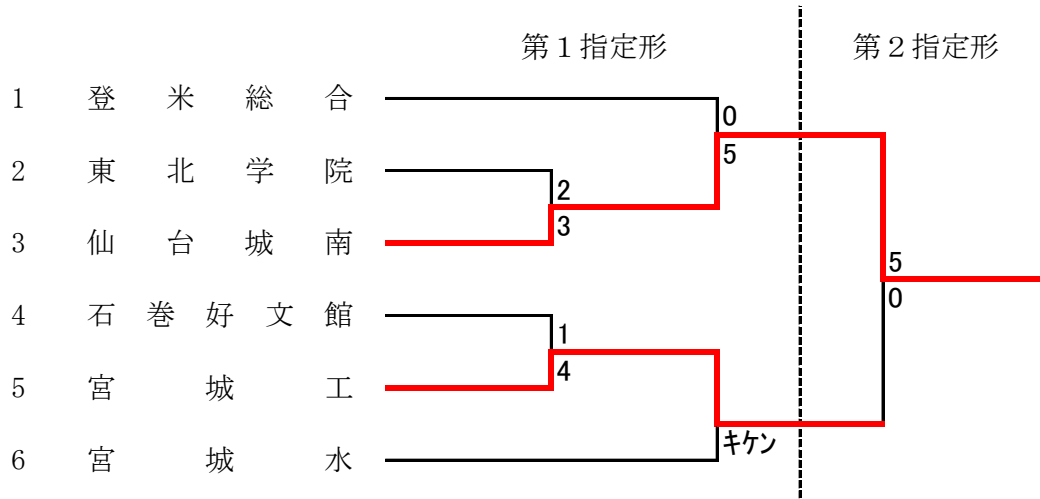 第１指定形 第２指定形
1 登米総合
0
5
2 東北学院
2
3
3 仙台城南
5
0
4 石巻好文館
1
4
5 宮城工
キケン
6 宮城水